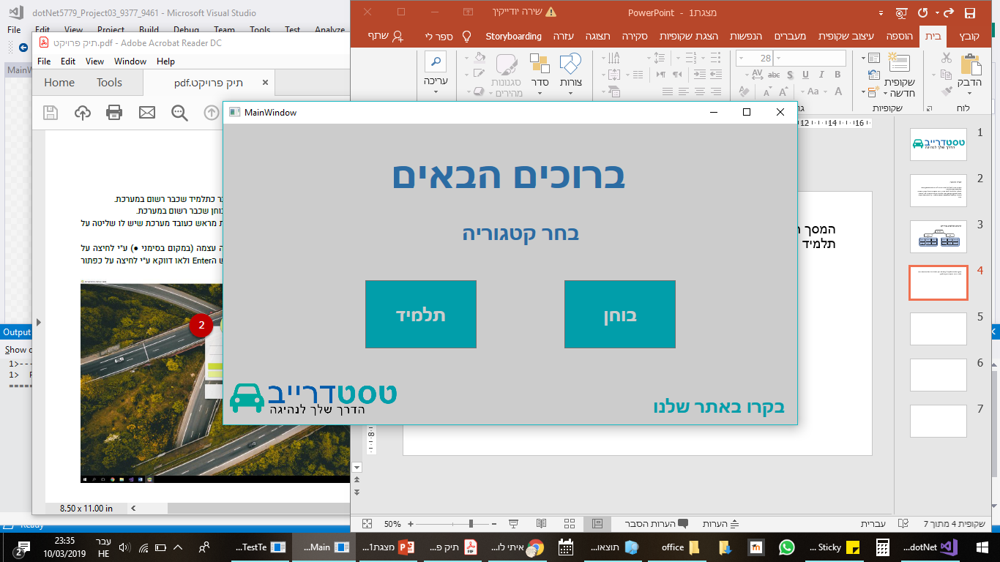 dotNet5779_Project03_9377_9461 - Microsoft Visual Studio
File Edit View Project Build Debug Team Tools Test Analyze
תיק פרויקט.pdf - Adobe Acrobat Reader DC
File Edit View Window Help
Home Tools תיק פרויקט.pdf
שירה יודייקין
מצגת1 - PowerPoint
קובץ בית הוספה עיצוב שקופית מעברים הנפשות הצגת שקופיות סקירה תצוגה עזרה Storyboarding ספר לי שתף
הדבק
לוח
שקופית
חדשה
שקופיות
28
צורות
סדר
סגנונות
מהירים
עריכה
MainWindow
ברוכים הבאים
בחר קטגוריה
תלמיד
בוחן
טסטדרייב
הדרך שלך לנהיגה
בקרו באתר שלנו
כתלמיד שכבר רשום במערכת.
שכבר רשום במערכת.
מראש כעובד מערכת שיש לו שליטה על
עצמה (במקום בסימני ●) ע"י לחיצה על
הEnter ולאו דווקא ע"י לחיצה על כפתור
2
8.50 x 11.00 in
המסך
תלמיד
12 14 16
8
1
טסטדרייב
הדרך שלך לנהיגה
2
3
4
5
6
7
Output
1>---
1>
=====
Ready
שקופית 4 מתוך 7
עברית
הערות
הערות הסבר
50%
dotNet...
Sticky ...
office
תוצאו...
איתי לו...
תיק פ...
מצגת1...
Main...
TestTe...
עבר
HE
23:35
10/03/2019
2